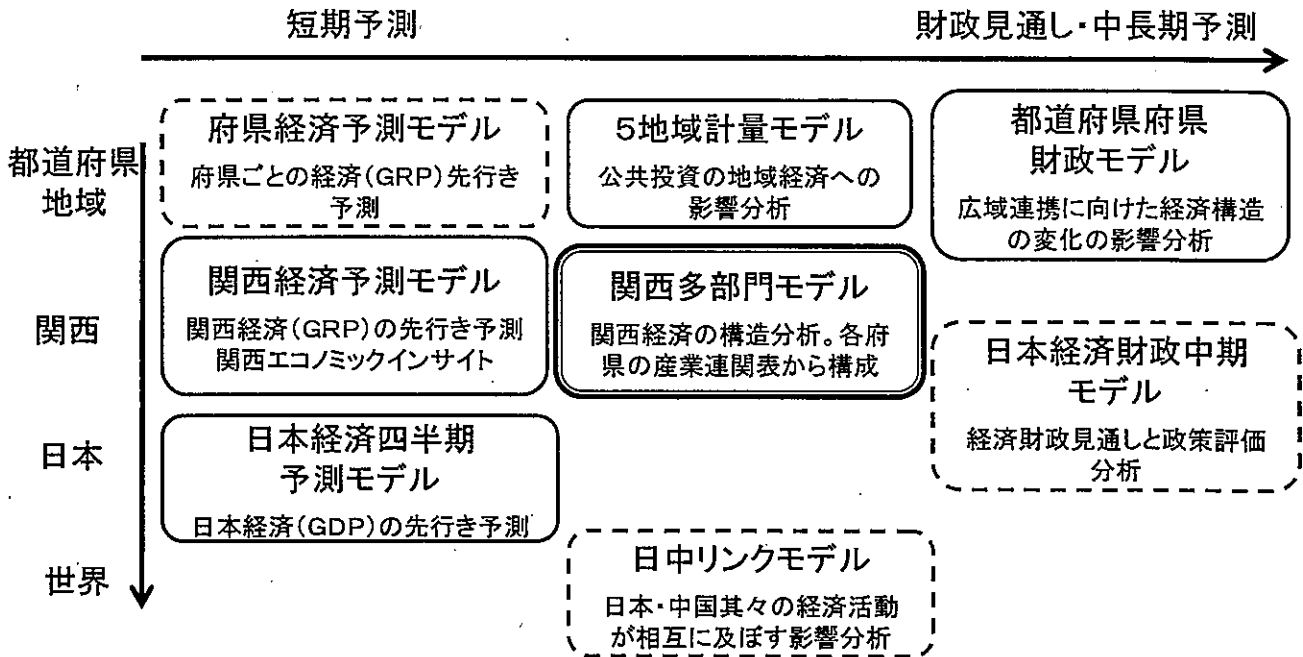 短期予測
財政見通し・中長期予測
都道府県
地域
関西
日本
世界
府県経済予測モデル
府県ごとの経済(GRP)先行き
予測
5地域計量モデル
公共投資の地域経済への
影響分析
都道府県府県
財政モデル
広域連携に向けた経済構造
の変化の影響分析
関西経済予測モデル
関西経済(GRP)の先行き予測
関西エコノミックインサイト
関西多部門モデル
関西経済の構造分析。各府
県の産業連関表から構成
日本経済財政中期
モデル
経済財政見通しと政策評価
分析
日本経済四半期
予測モデル
日本経済(GDP)の先行き予測
日中リンクモデル
日本・中国其々の経済活動
が相互に及ぼす影響分析